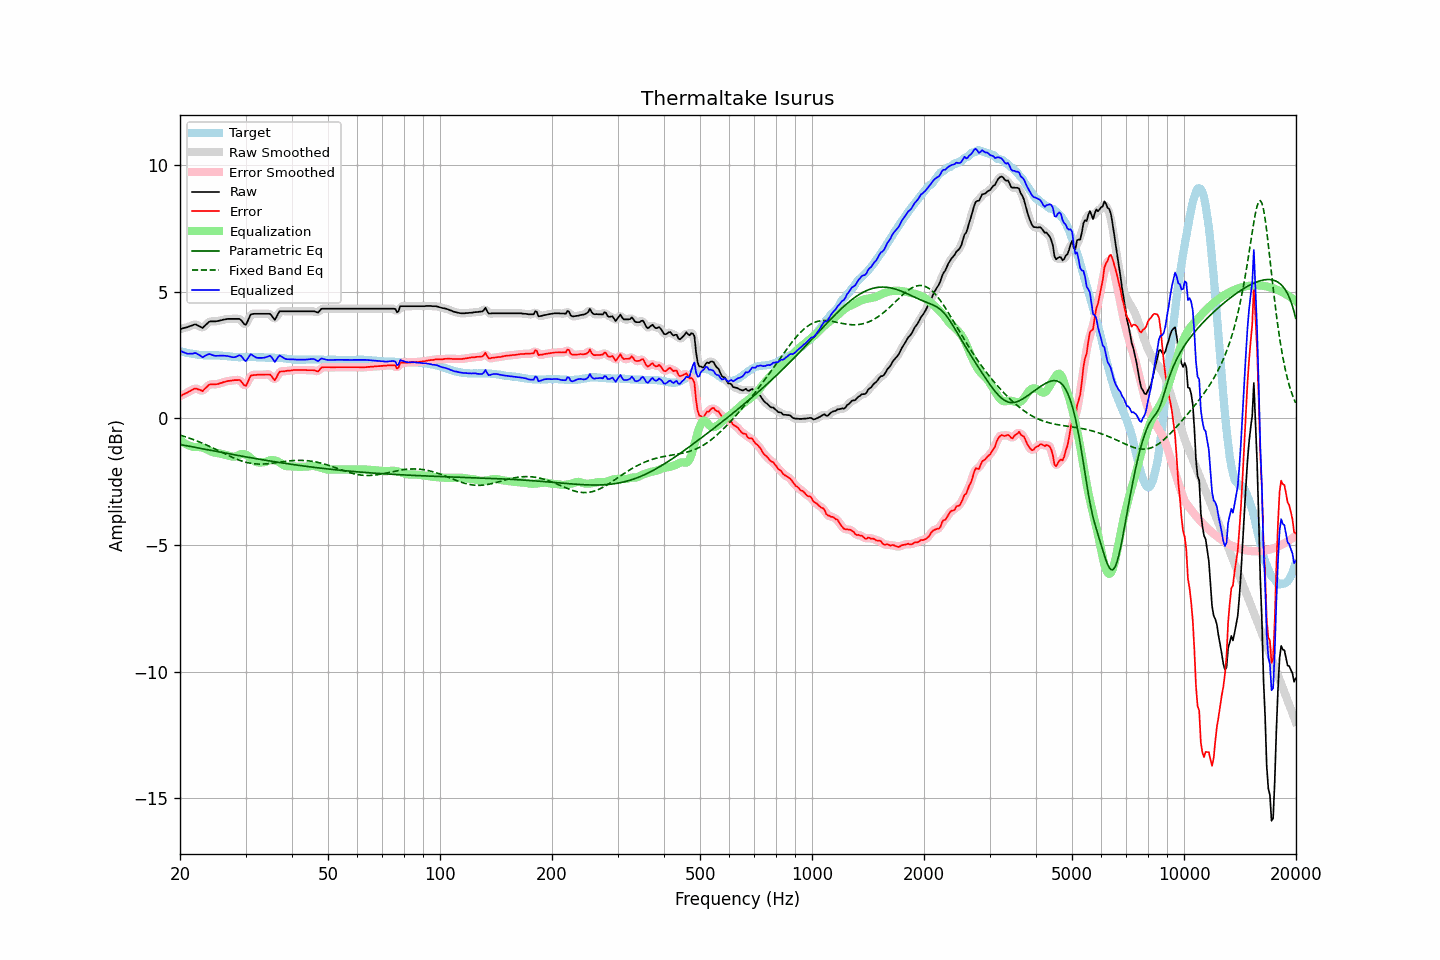 Thermaltake Isurus
Target
Raw Smoothed
Error Smoothed
Raw
Error
Equalization
Parametric Eq
Fixed Band Eq
Equalized
10
5
0
−5
−10
−15
Amplitude (dBr)
20
50
100
200
500
1000
2000
5000
10000
20000
Frequency (Hz)